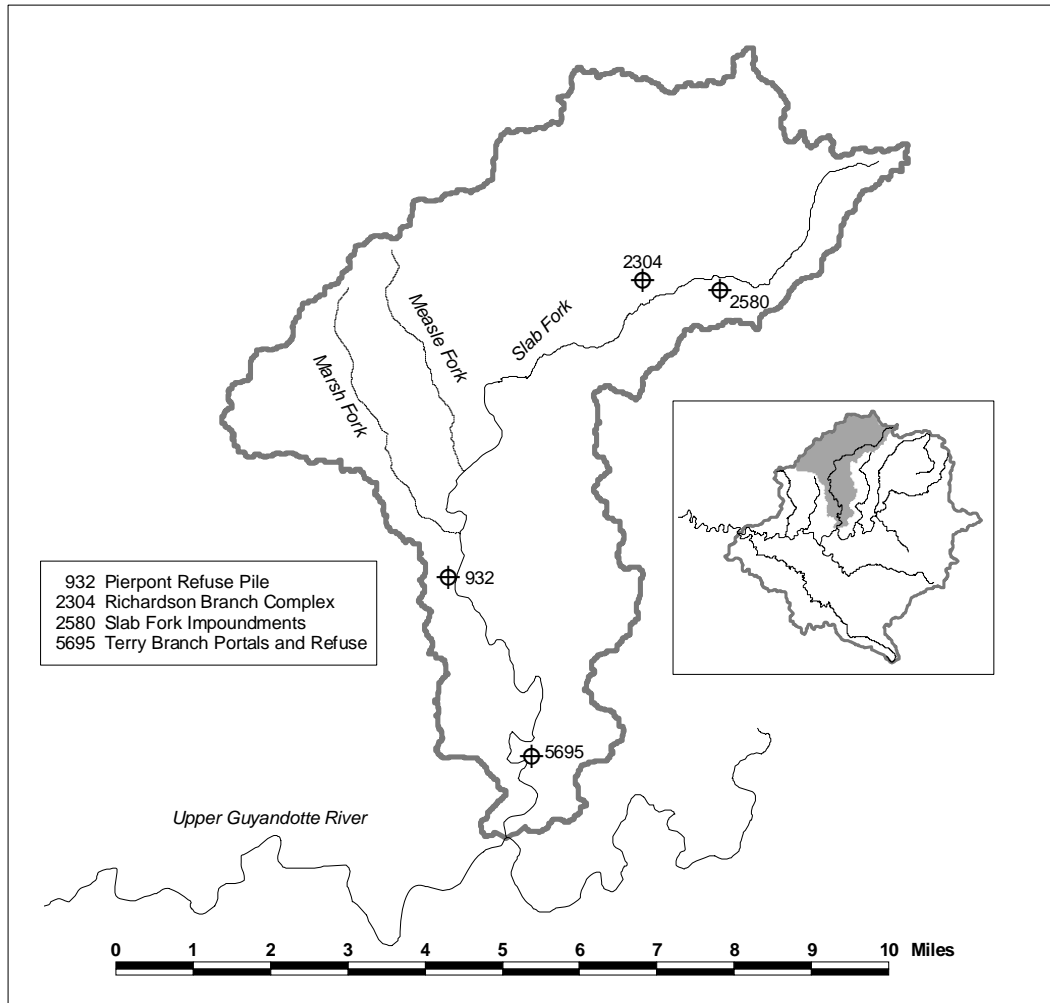 2304
2580
Measle Fork
Slab Fork
Marsh Fork
932
932 Pierpont Refuse Pile
2304 Richardson Branch Complex
2580 Slab Fork Impoundments
5695 Terry Branch Portals and Refuse
5695
Upper Guyandotte River
0 1 2 3 4 5 6 7 8 9 10 Miles